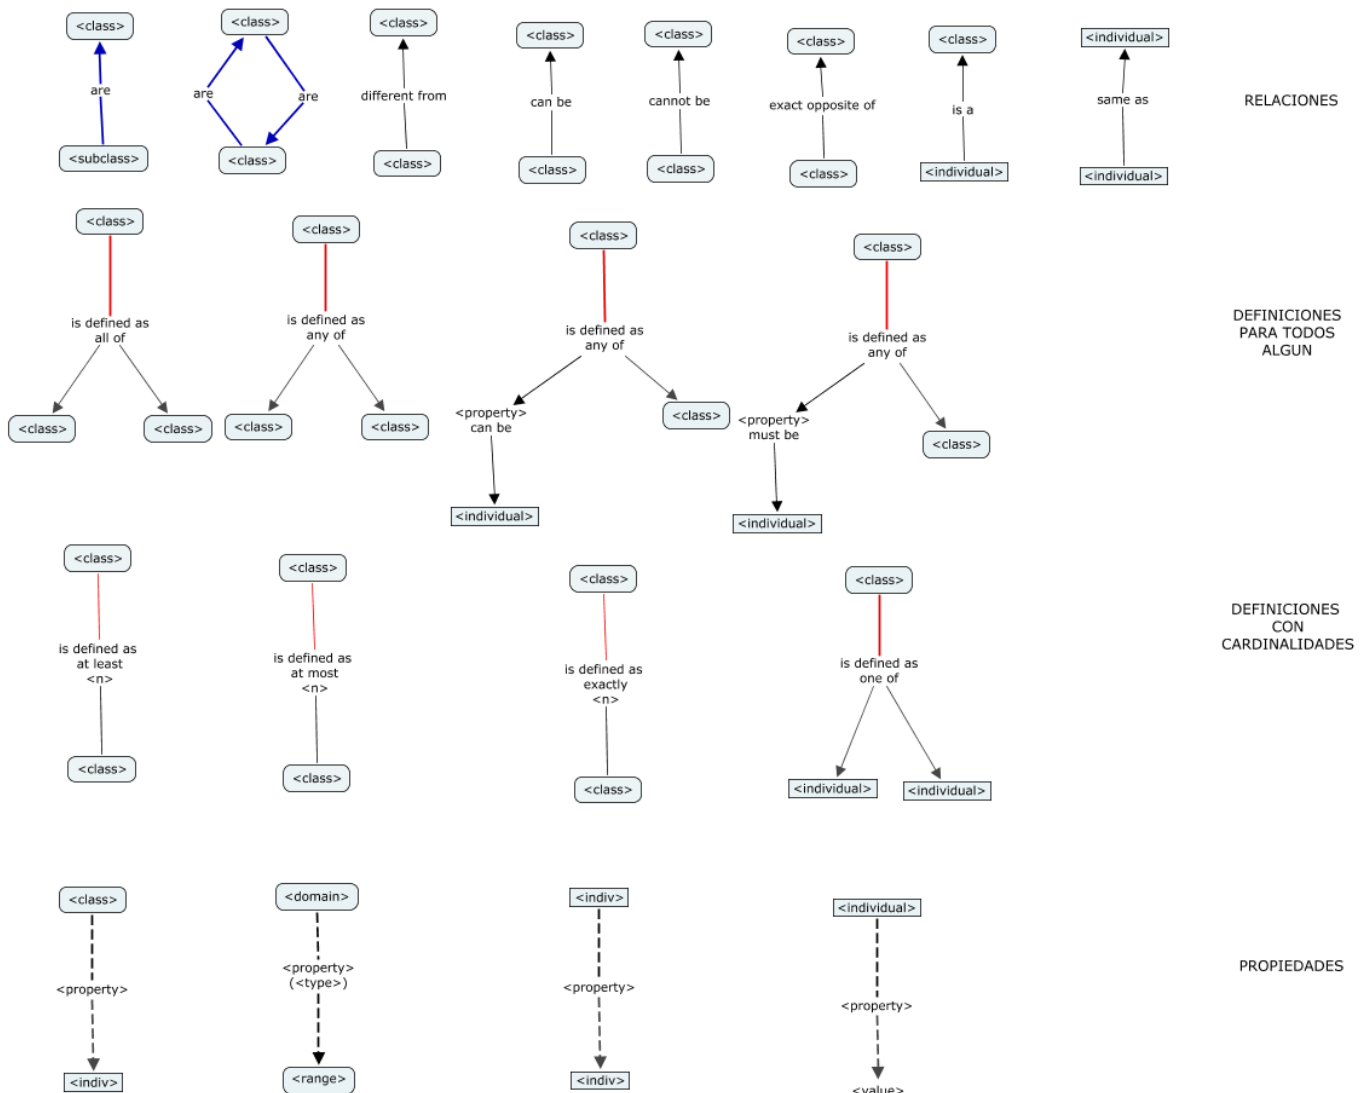 <class>
are
<subclass>
<class>
are
are
<class>
<class>
different from
<class>
<class>
can be
<class>
<class>
cannot be
<class>
<class>
exact opposite of
<class>
<class>
is a
<individual>
<individual>
same as
<individual>
RELACIONES
<class>
is defined as
all of
<class>
<class>
<class>
is defined as
any of
<class>
<class>
<class>
is defined as
any of
<property>
can be
<class>
<individual>
<class>
is defined as
any of
<property>
must be
<class>
<individual>
DEFINICIONES
PARA TODOS
ALGUN
<class>
is defined as
at least
<n>
<class>
<class>
is defined as
at most
<n>
<class>
<class>
is defined as
exactly
<n>
<class>
<class>
is defined as
one of
<individual>
<individual>
DEFINICIONES
CON
CARDINALIDADES
<class>
<property>
<indiv>
<domain>
<property>
(<type>)
<range>
<indiv>
<property>
<indiv>
<individual>
<property>
<value>
PROPIEDADES